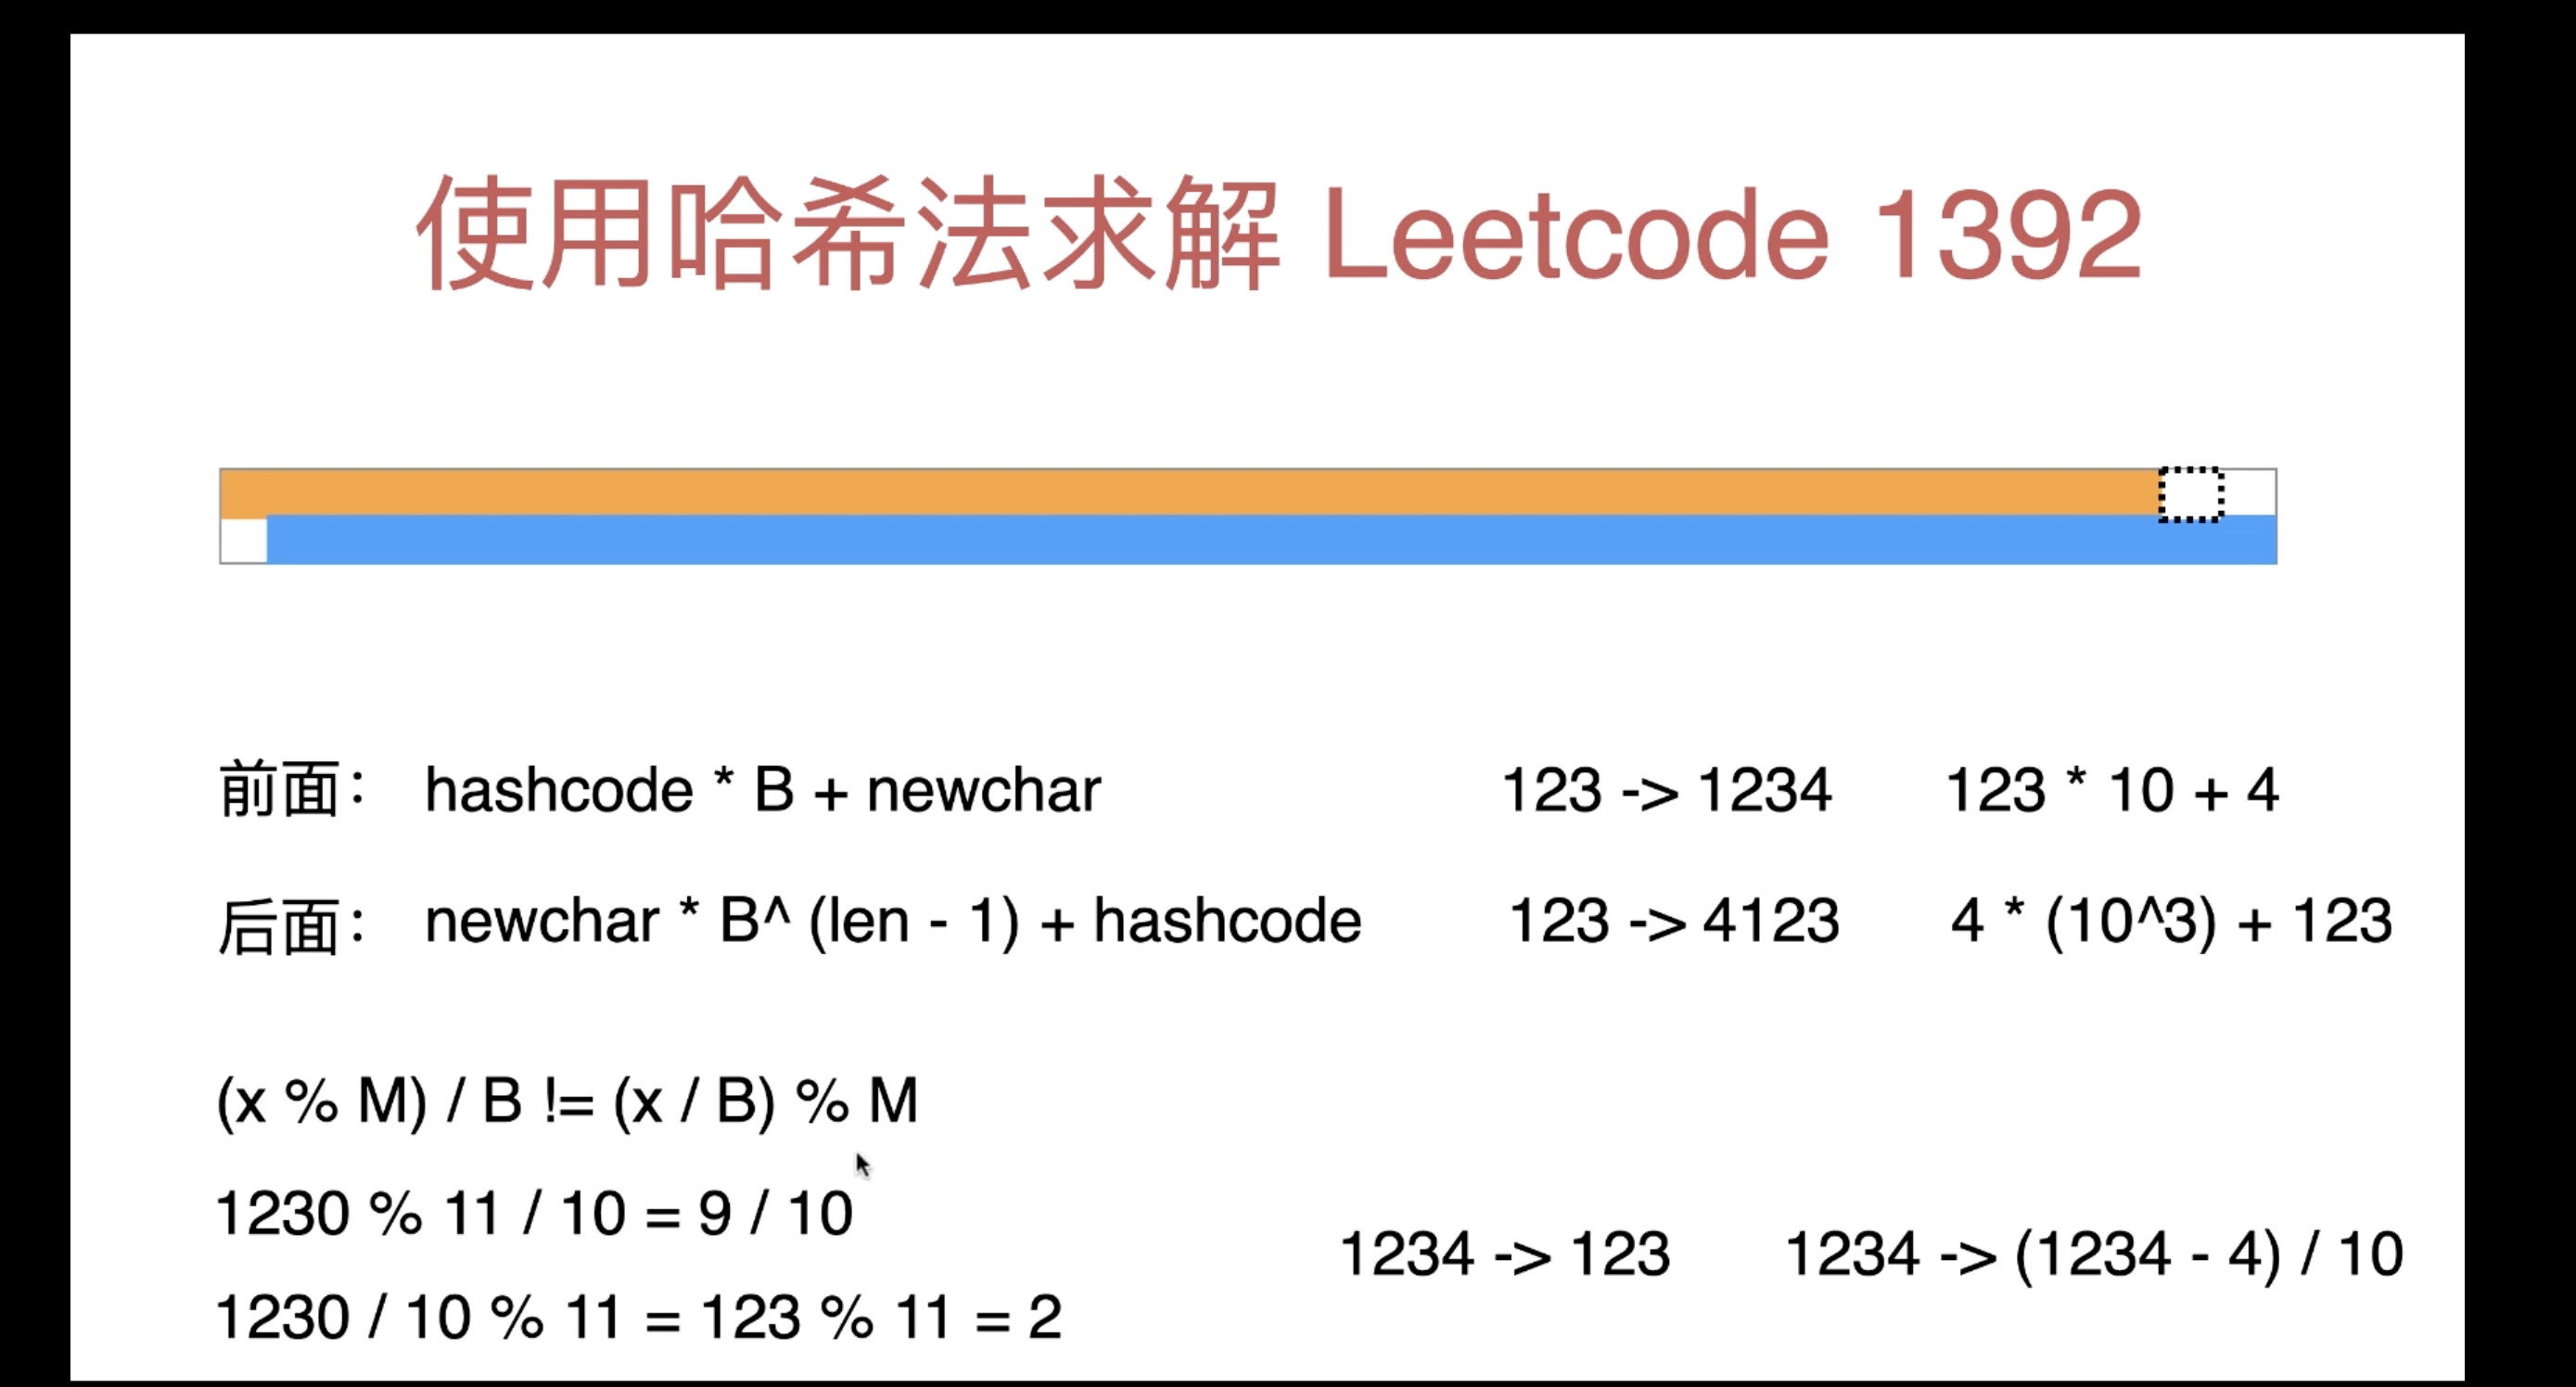 使用哈希法求解 Leetcode 1392
前面： hashcode * B + newchar 123 -> 1234 123 * 10 + 4
后面： newchar * B^ (len - 1) + hashcode 123 -> 4123 4 * (10^3) + 123
(x % M) / B != (x / B) % M
1230 % 11 / 10 = 9 / 10
1234 -> 123 1234 -> (1234 - 4) / 10
1230 / 10 % 11 = 123 % 11 = 2